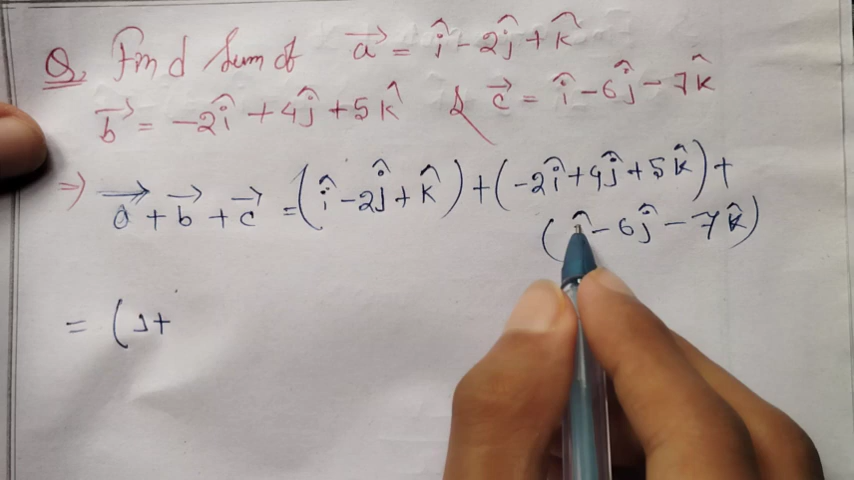 Q. Find Sum of a⃗ = î - 2ĵ + k̂
b⃗ = -2î + 4ĵ + 5k̂ & c⃗ = î - 6ĵ - 7k̂
⇒ a⃗ + b⃗ + c⃗ = (î - 2ĵ + k̂) + (-2î + 4ĵ + 5k̂) +
(î - 6ĵ - 7k̂)
= (1+